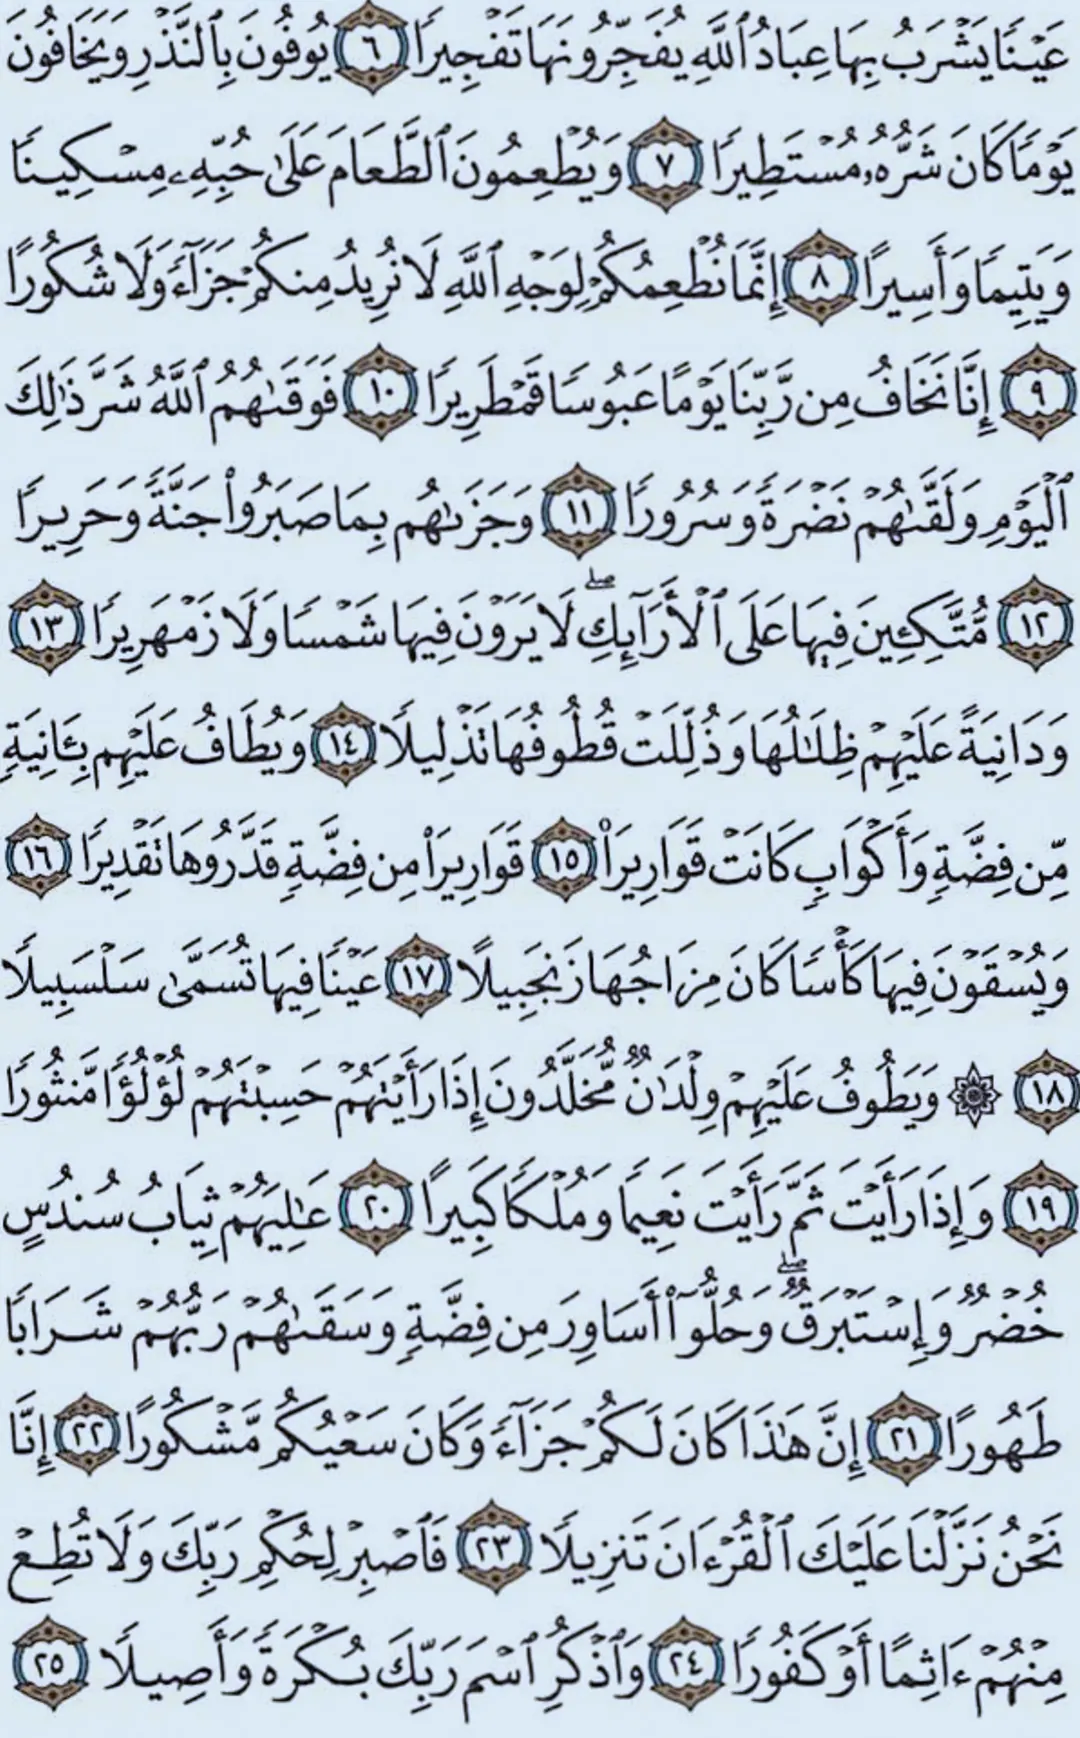 عَيۡنٗا يَشۡرَبُ بِهَا عِبَادُ ٱللَّهِ يُفَجِّرُونَهَا تَفۡجِيرٗا ٦ يُوفُونَ بِٱلنَّذۡرِ وَيَخَافُونَ
يَوۡمٗا كَانَ شَرُّهُۥ مُسۡتَطِيرٗا ٧ وَيُطۡعِمُونَ ٱلطَّعَامَ عَلَىٰ حُبِّهِۦ مِسۡكِينٗا
وَيَتِيمٗا وَأَسِيرًا ٨ إِنَّمَا نُطۡعِمُكُمۡ لِوَجۡهِ ٱللَّهِ لَا نُرِيدُ مِنكُمۡ جَزَآءٗ وَلَا شُكُورًا
٩ إِنَّا نَخَافُ مِن رَّبِّنَا يَوۡمًا عَبُوسٗا قَمۡطَرِيرٗا ١٠ فَوَقَىٰهُمُ ٱللَّهُ شَرَّ ذَٰلِكَ
ٱلۡيَوۡمِ وَلَقَّىٰهُمۡ نَضۡرَةٗ وَسُرُورٗا ١١ وَجَزَىٰهُم بِمَا صَبَرُواْ جَنَّةٗ وَحَرِيرٗا
١٢ مُّتَّكِـِٔينَ فِيهَا عَلَى ٱلۡأَرَآئِكِۖ لَا يَرَوۡنَ فِيهَا شَمۡسٗا وَلَا زَمۡهَرِيرٗا ١٣
وَدَانِيَةً عَلَيۡهِمۡ ظِلَٰلُهَا وَذُلِّلَتۡ قُطُوفُهَا تَذۡلِيلٗا ١٤ وَيُطَافُ عَلَيۡهِم بِـَٔانِيَةٖ
مِّن فِضَّةٖ وَأَكۡوَابٖ كَانَتۡ قَوَارِيرَا۠ ١٥ قَوَارِيرَاْ مِن فِضَّةٖ قَدَّرُوهَا تَقۡدِيرٗا ١٦
وَيُسۡقَوۡنَ فِيهَا كَأۡسٗا كَانَ مِزَاجُهَا زَنجَبِيلًا ١٧ عَيۡنٗا فِيهَا تُسَمَّىٰ سَلۡسَبِيلٗا
١٨ ۞ وَيَطُوفُ عَلَيۡهِمۡ وِلۡدَٰنٞ مُّخَلَّدُونَ إِذَا رَأَيۡتَهُمۡ حَسِبۡتَهُمۡ لُؤۡلُؤٗا مَّنثُورٗا
١٩ وَإِذَا رَأَيۡتَ ثَمَّ رَأَيۡتَ نَعِيمٗا وَمُلۡكٗا كَبِيرًا ٢٠ عَٰلِيَهُمۡ ثِيَابُ سُندُسٍ
خُضۡرٞ وَإِسۡتَبۡرَقٞۖ وَحُلُّوٓاْ أَسَاوِرَ مِن فِضَّةٖ وَسَقَىٰهُمۡ رَبُّهُمۡ شَرَابٗا
طَهُورًا ٢١ إِنَّ هَٰذَا كَانَ لَكُمۡ جَزَآءٗ وَكَانَ سَعۡيُكُم مَّشۡكُورًا ٢٢ إِنَّا
نَحۡنُ نَزَّلۡنَا عَلَيۡكَ ٱلۡقُرۡءَانَ تَنزِيلٗا ٢٣ فَٱصۡبِرۡ لِحُكۡمِ رَبِّكَ وَلَا تُطِعۡ
مِنۡهُمۡ ءَاثِمًا أَوۡ كَفُورٗا ٢٤ وَٱذۡكُرِ ٱسۡمَ رَبِّكَ بُكۡرَةٗ وَأَصِيلٗا ٢٥